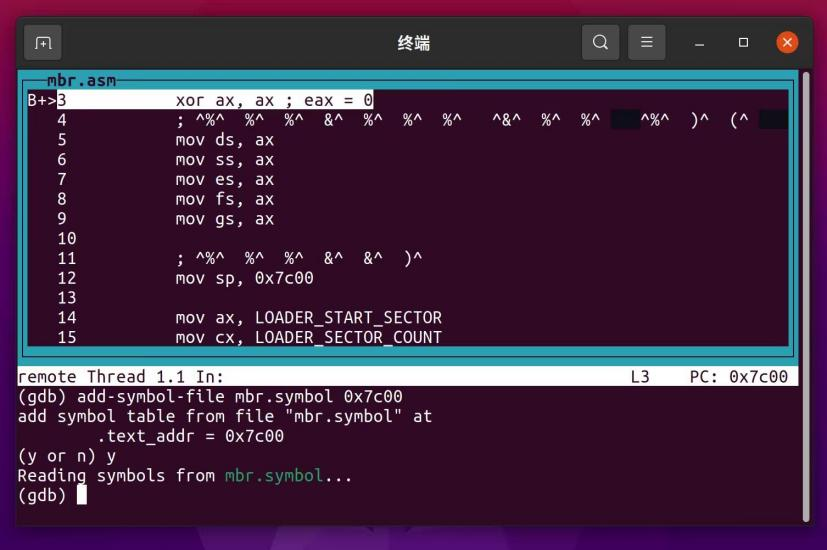 终端
mbr.asm
B+>3 xor ax, ax ; eax = 0
4 ; ^%^ %^ %^ &^ %^ %^ %^ ^&^ %^ %^ ^%^ )^ (^
5 mov ds, ax
6 mov ss, ax
7 mov es, ax
8 mov fs, ax
9 mov gs, ax
10
11 ; ^%^ %^ %^ &^ &^ )^
12 mov sp, 0x7c00
13
14 mov ax, LOADER_START_SECTOR
15 mov cx, LOADER_SECTOR_COUNT
remote Thread 1.1 In: L3 PC: 0x7c00
(gdb) add-symbol-file mbr.symbol 0x7c00
add symbol table from file "mbr.symbol" at
.text_addr = 0x7c00
(y or n) y
Reading symbols from mbr.symbol...
(gdb)